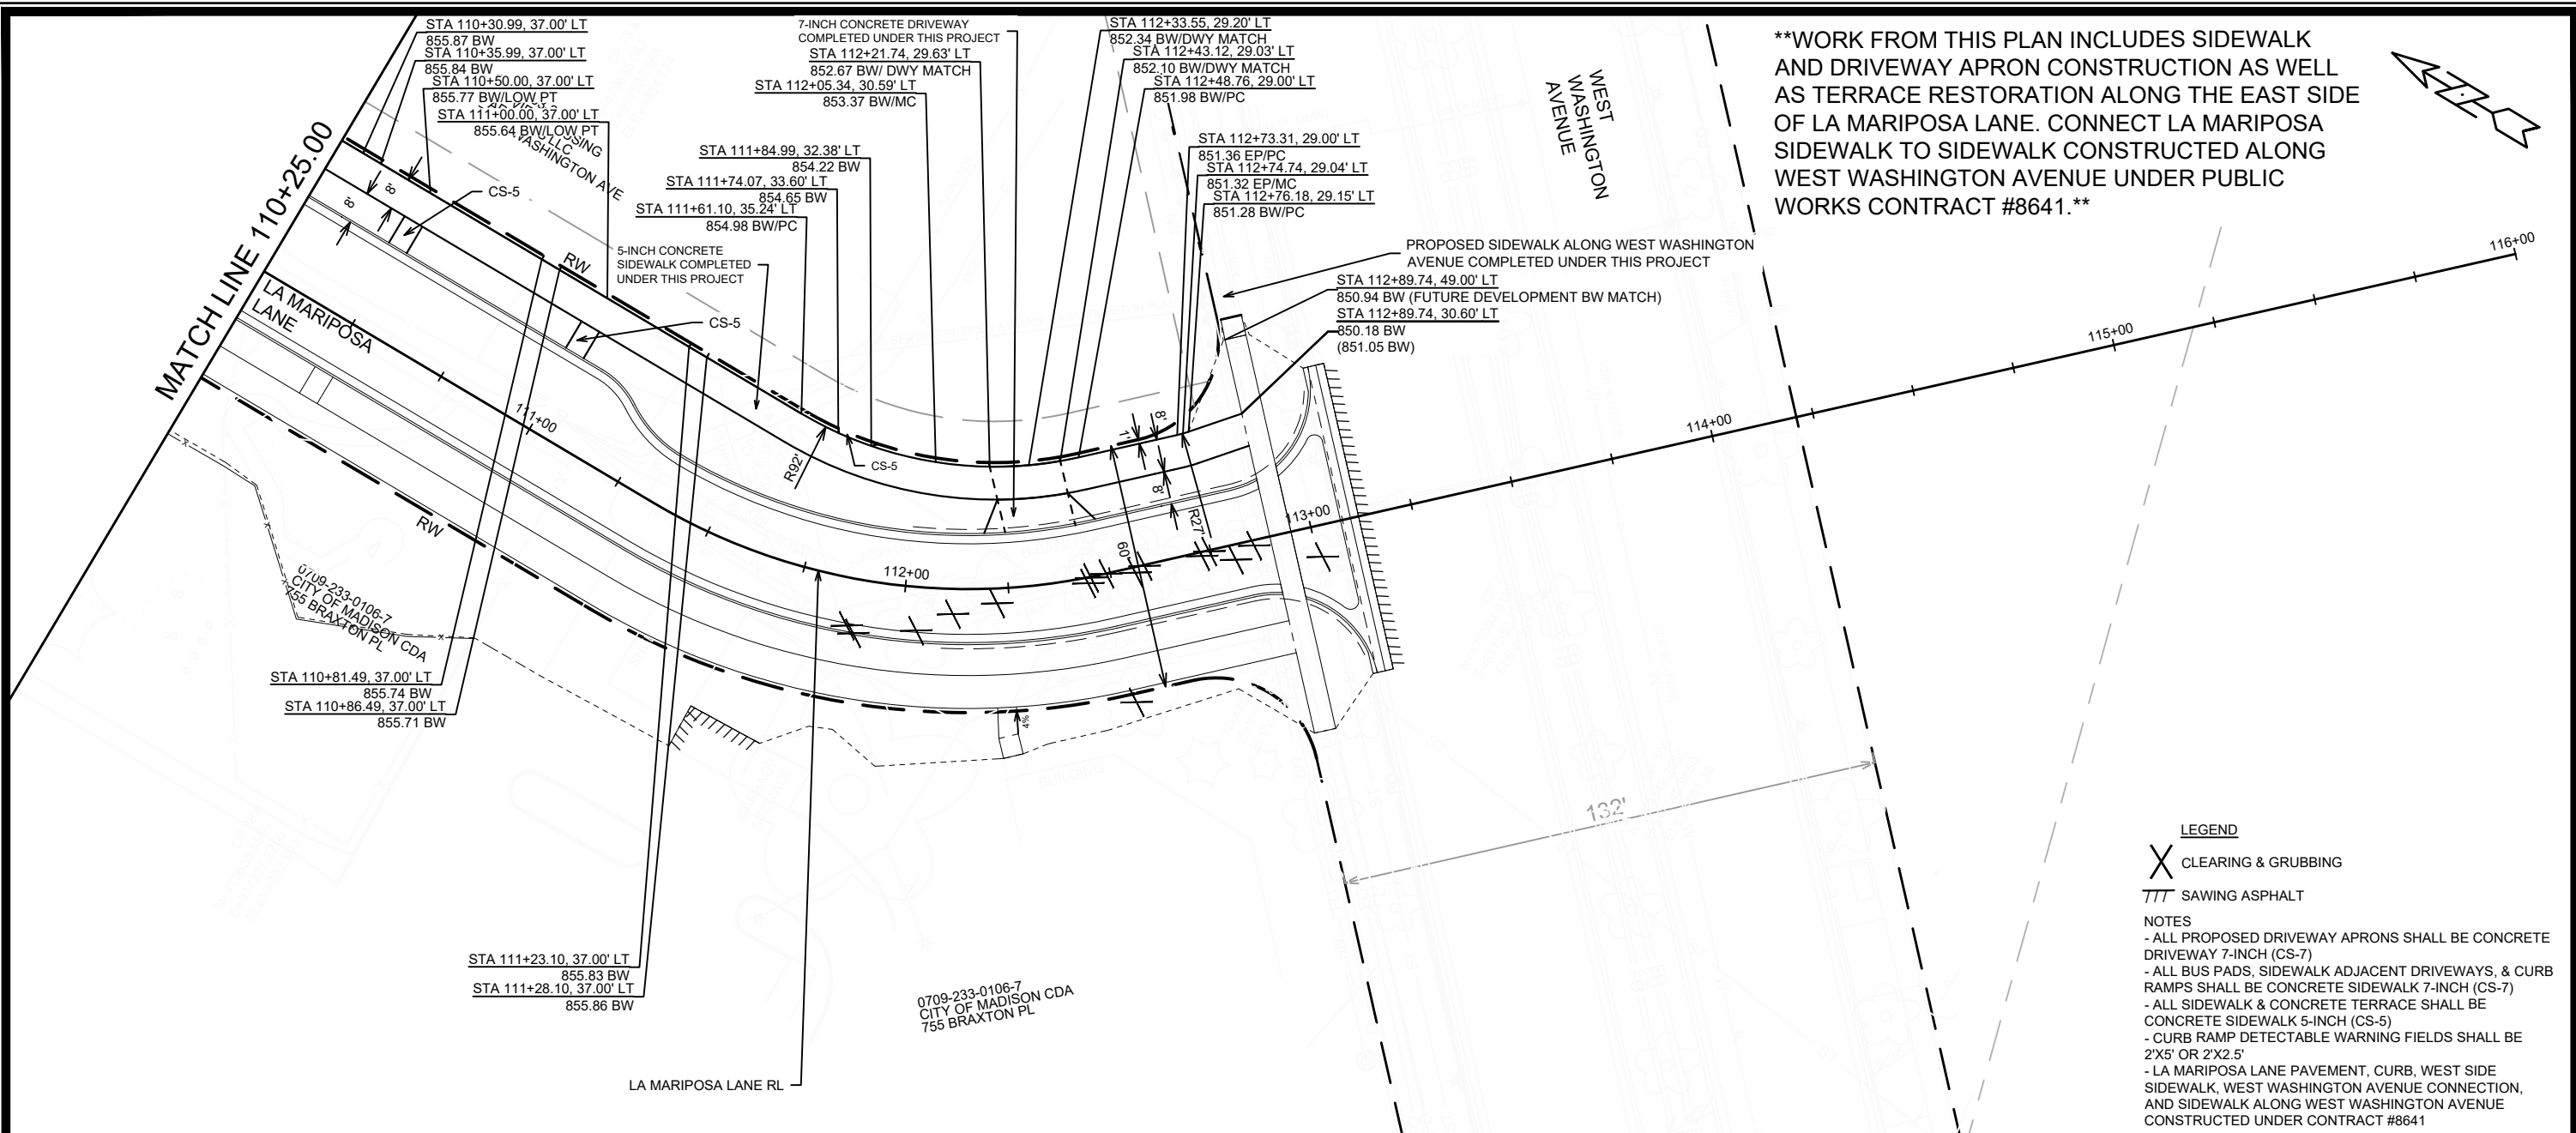 STA 110+30.99, 37.00' LT
855.87 BW
STA 110+35.99, 37.00' LT
855.84 BW
STA 110+50.00, 37.00' LT
855.77 BW/LOW PT
STA 111+00.00, 37.00' LT
855.64 BW/LOW PT
LLC
WASHINGTON AVE
7-INCH CONCRETE DRIVEWAY
COMPLETED UNDER THIS PROJECT
STA 112+21.74, 29.63' LT
852.67 BW/ DWY MATCH
STA 112+05.34, 30.59' LT
853.37 BW/MC
STA 111+84.99, 32.38' LT
854.22 BW
STA 111+74.07, 33.60' LT
854.65 BW
STA 111+61.10, 35.24' LT
854.98 BW/PC
5-INCH CONCRETE
SIDEWALK COMPLETED
UNDER THIS PROJECT
STA 112+33.55, 29.20' LT
852.34 BW/DWY MATCH
STA 112+43.12, 29.03' LT
852.10 BW/DWY MATCH
STA 112+48.76, 29.00' LT
851.98 BW/PC
STA 112+73.31, 29.00' LT
851.36 EP/PC
STA 112+74.74, 29.04' LT
851.32 EP/MC
STA 112+76.18, 29.15' LT
851.28 BW/PC
PROPOSED SIDEWALK ALONG WEST WASHINGTON
AVENUE COMPLETED UNDER THIS PROJECT
STA 112+89.74, 49.00' LT
850.94 BW (FUTURE DEVELOPMENT BW MATCH)
STA 112+89.74, 30.60' LT
850.18 BW
(851.05 BW)
WEST
WASHINGTON
AVENUE
**WORK FROM THIS PLAN INCLUDES SIDEWALK
AND DRIVEWAY APRON CONSTRUCTION AS WELL
AS TERRACE RESTORATION ALONG THE EAST SIDE
OF LA MARIPOSA LANE. CONNECT LA MARIPOSA
SIDEWALK TO SIDEWALK CONSTRUCTED ALONG
WEST WASHINGTON AVENUE UNDER PUBLIC
WORKS CONTRACT #8641.**
MATCH LINE 110+25.00
8
8
CS-5
RW
CS-5
LA MARIPOSA
LANE
111+00
R92'
CS-5
112+00
1'
8'
8'
R27'
60'
113+00
114+00
115+00
116+00
RW
0709-233-0106-7
CITY OF MADISON CDA
755 BRAXTON PL
STA 110+81.49, 37.00' LT
855.74 BW
STA 110+86.49, 37.00' LT
855.71 BW
4%
132'
STA 111+23.10, 37.00' LT
855.83 BW
STA 111+28.10, 37.00' LT
855.86 BW
0709-233-0106-7
CITY OF MADISON CDA
755 BRAXTON PL
LA MARIPOSA LANE RL
LEGEND
CLEARING & GRUBBING
SAWING ASPHALT
NOTES
- ALL PROPOSED DRIVEWAY APRONS SHALL BE CONCRETE
DRIVEWAY 7-INCH (CS-7)
- ALL BUS PADS, SIDEWALK ADJACENT DRIVEWAYS, & CURB
RAMPS SHALL BE CONCRETE SIDEWALK 7-INCH (CS-7)
- ALL SIDEWALK & CONCRETE TERRACE SHALL BE
CONCRETE SIDEWALK 5-INCH (CS-5)
- CURB RAMP DETECTABLE WARNING FIELDS SHALL BE
2'X5' OR 2'X2.5'
- LA MARIPOSA LANE PAVEMENT, CURB, WEST SIDE
SIDEWALK, WEST WASHINGTON AVENUE CONNECTION,
AND SIDEWALK ALONG WEST WASHINGTON AVENUE
CONSTRUCTED UNDER CONTRACT #8641